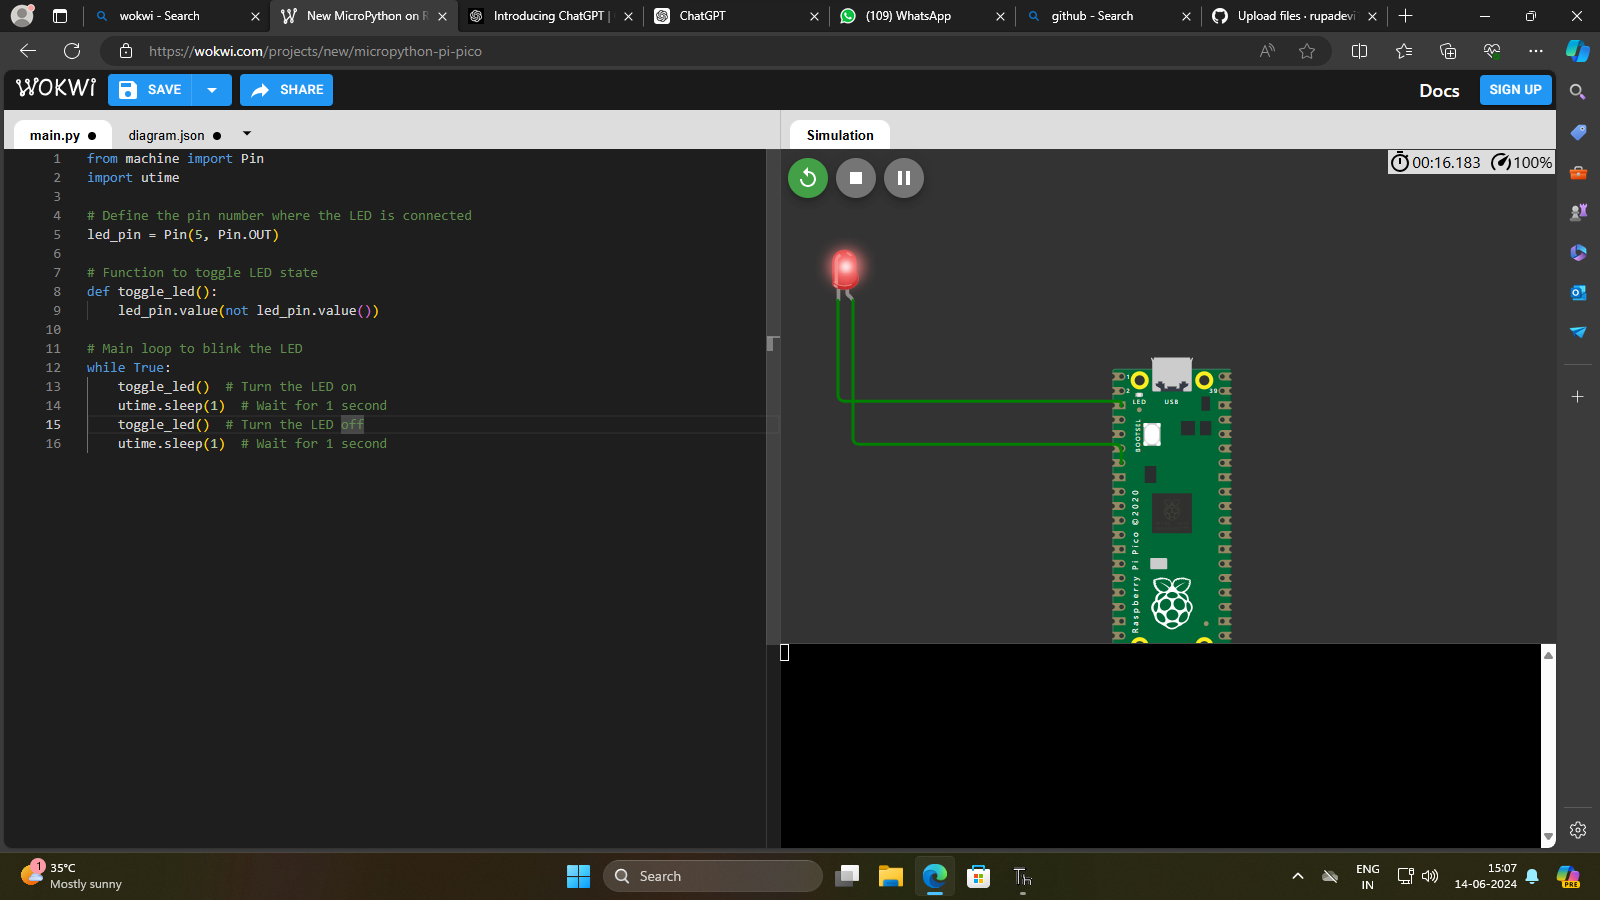 wokwi - Search
New MicroPython on R
Introducing ChatGPT |
ChatGPT
(109) WhatsApp
github - Search
Upload files · rupadevi
https://wokwi.com/projects/new/micropython-pi-pico
WOKWi
SAVE
SHARE
Docs
SIGN UP
main.py ●
diagram.json ●
Simulation
00:16.183
100%
1 from machine import Pin
2 import utime
3
4 # Define the pin number where the LED is connected
5 led_pin = Pin(5, Pin.OUT)
6
7 # Function to toggle LED state
8 def toggle_led():
9 led_pin.value(not led_pin.value())
10
11 # Main loop to blink the LED
12 while True:
13 toggle_led()  # Turn the LED on
14 utime.sleep(1)  # Wait for 1 second
15 toggle_led()  # Turn the LED off
16 utime.sleep(1)  # Wait for 1 second
1
2
39
LED
USB
BOOTSEL
Raspberry Pi Pico ©2020
1
35°C
Mostly sunny
Search
ENG
IN
15:07
14-06-2024
PRE